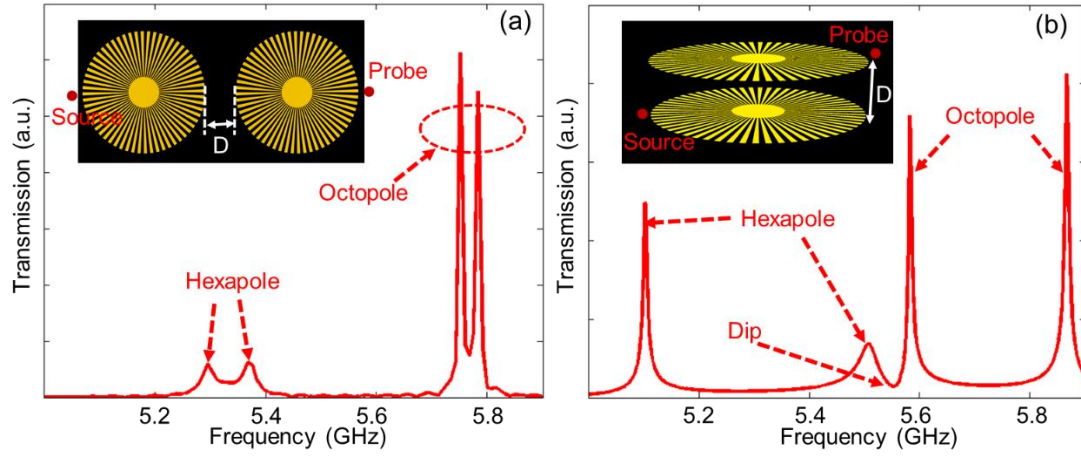 (a)
Source
Probe
D
Octopole
Hexapole
Transmission (a.u.)
5.2
5.4
5.6
5.8
Frequency (GHz)
(b)
Probe
D
Source
Octopole
Hexapole
Dip
Transmission (a.u.)
5.2
5.4
5.6
5.8
Frequency (GHz)